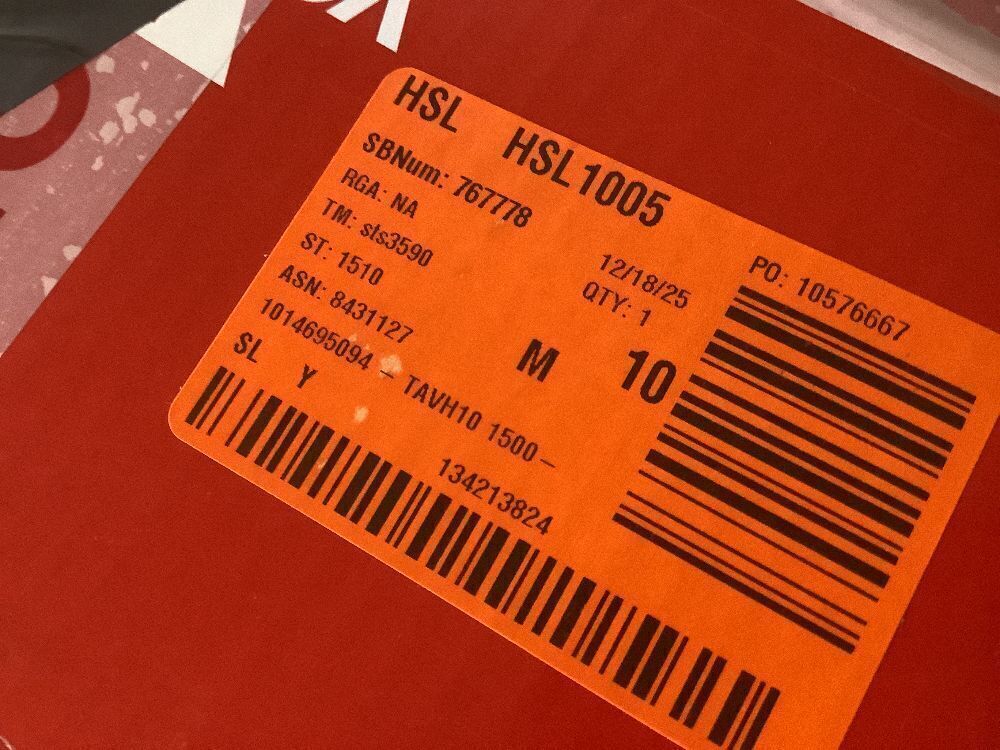 HSL HSL1005
SBNum: 767778
RGA: NA
TM: sts3590
12/18/25
PO: 10576667
ST: 1510
QTY: 1
ASN: 8431127
M 10
1014695094 – TAVH10 1500–
SL Y
134213824